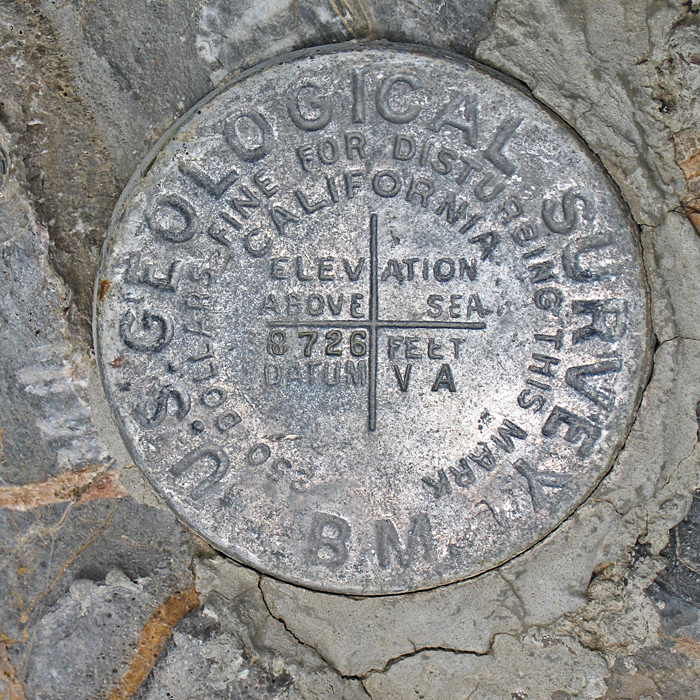 U.S. GEOLOGICAL SURVEY
250 DOLLARS FINE FOR DISTURBING THIS MARK
CALIFORNIA
ELEVATION
ABOVE SEA
8726 FEET
DATUM V A
B.M.